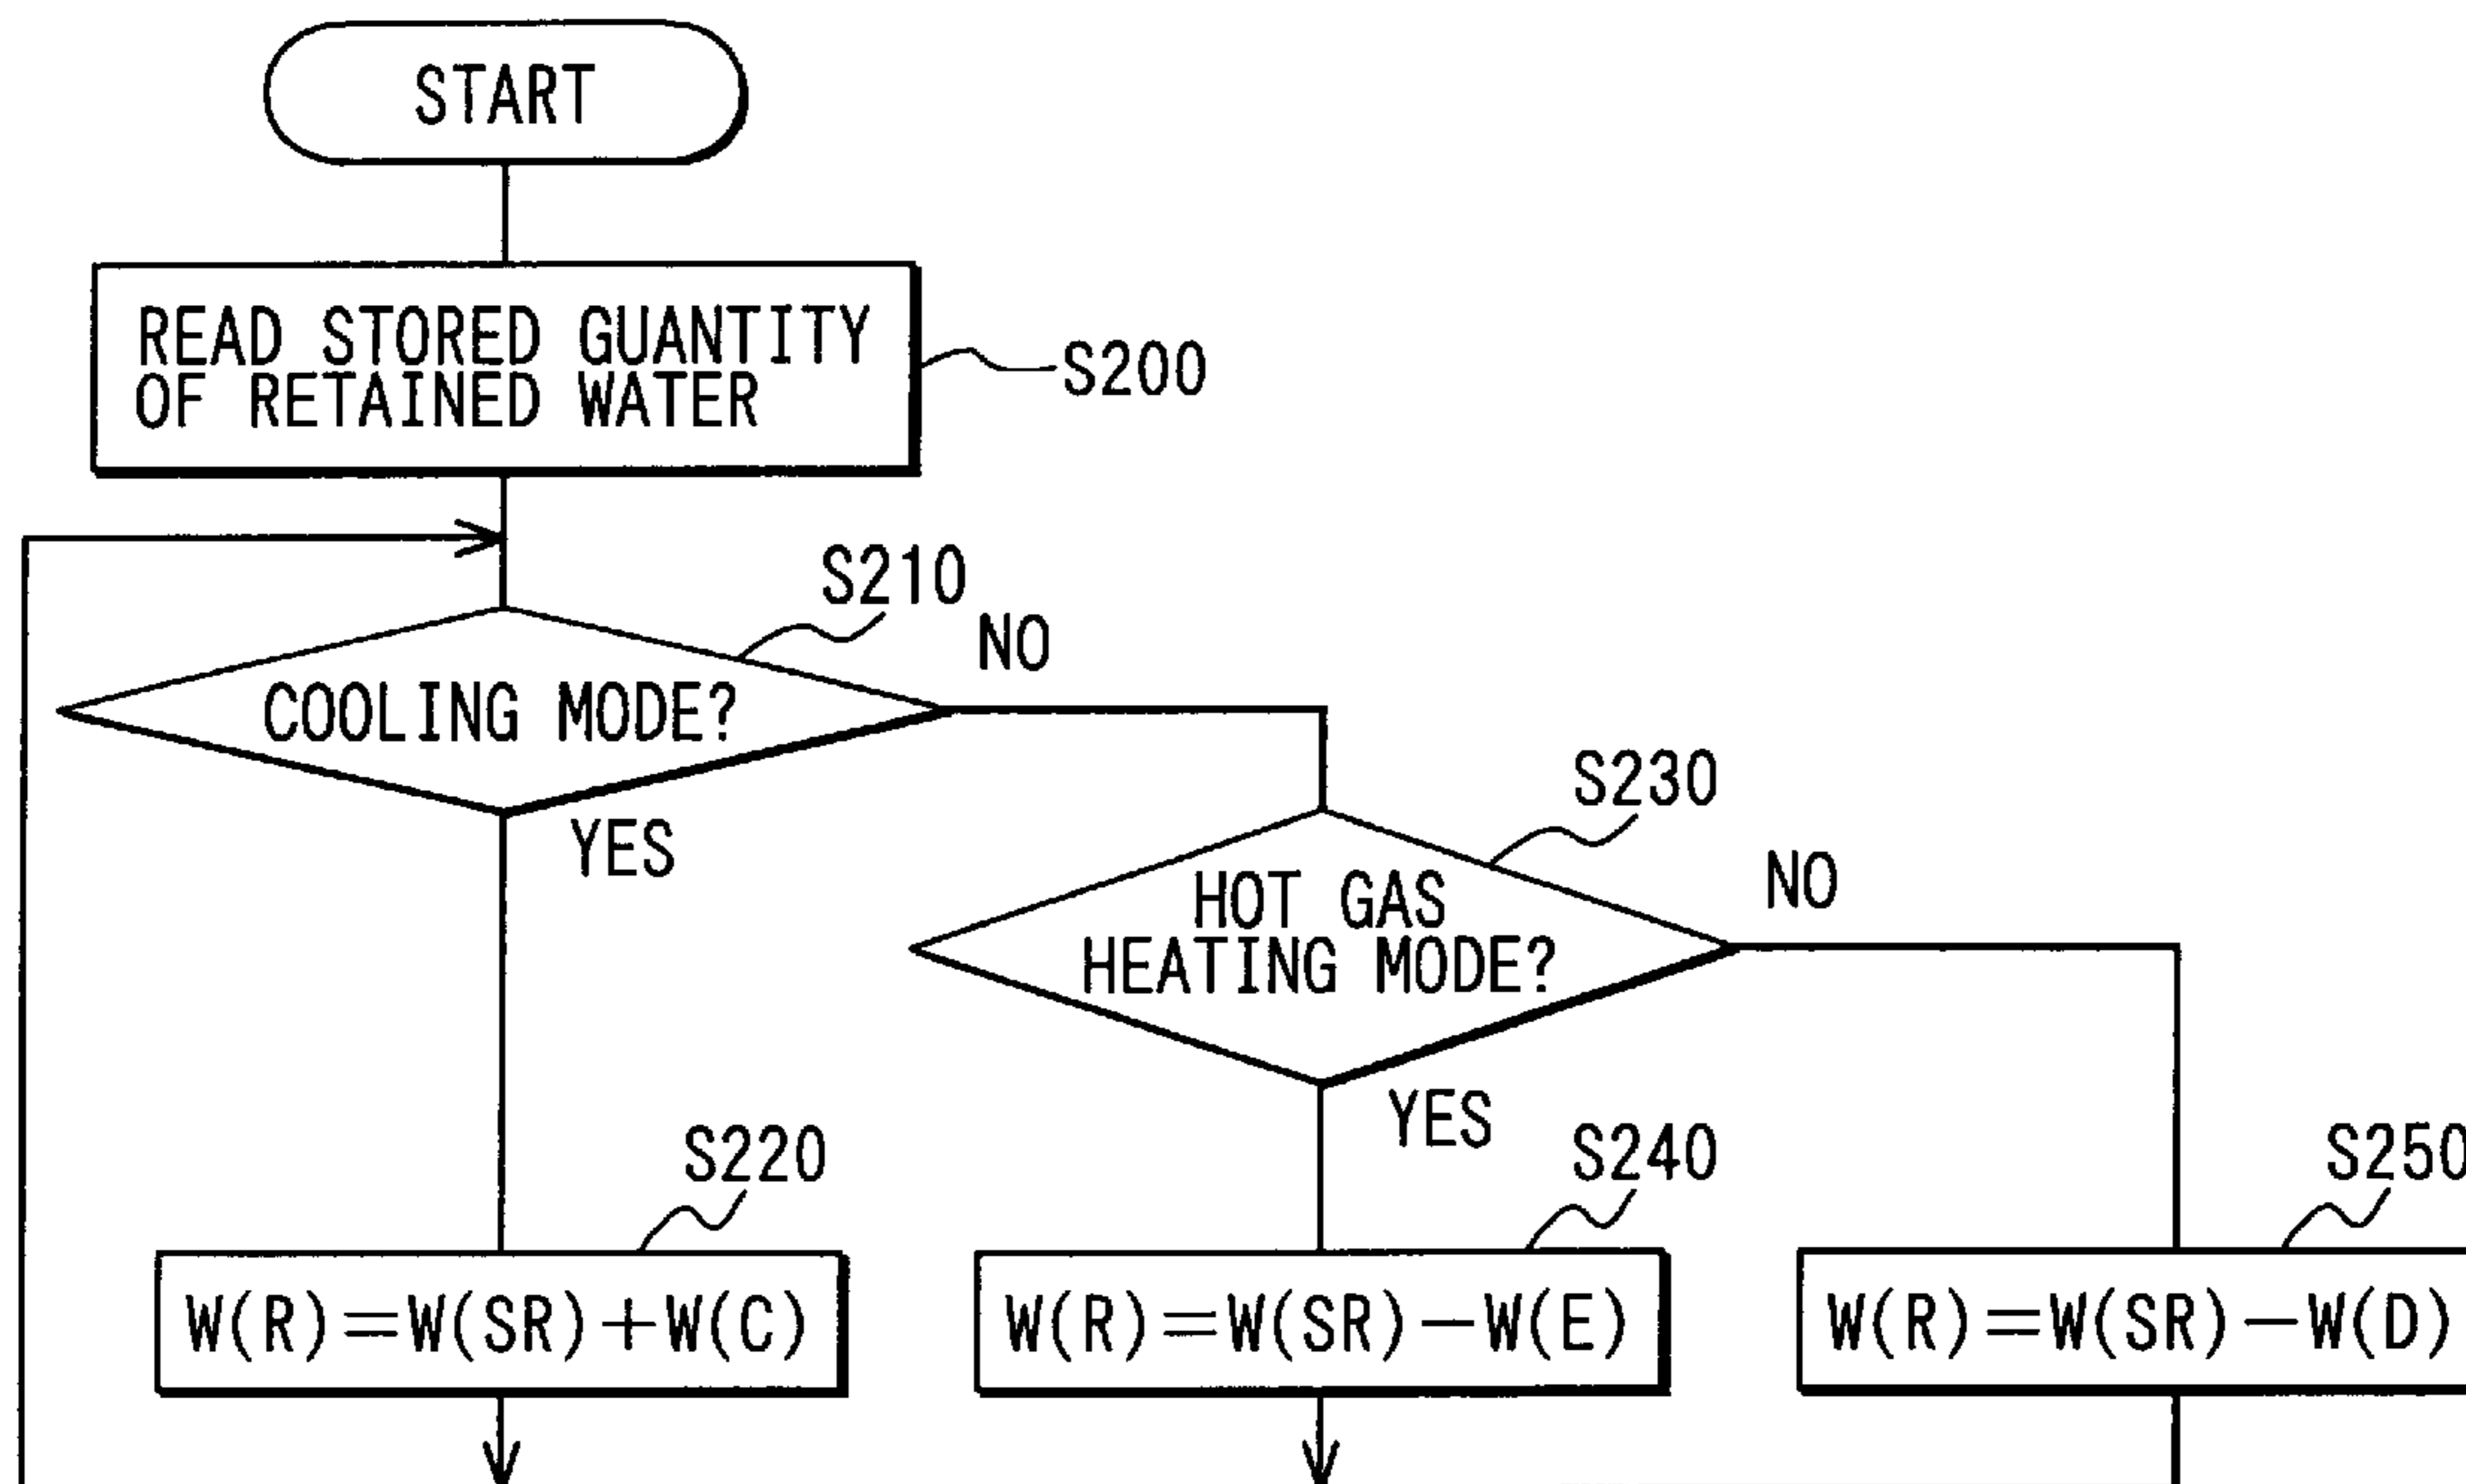 START
READ STORED GUANTITY
OF RETAINED WATER
S200
S210
NO
COOLING MODE?
YES
S230
NO
HOT GAS
HEATING MODE?
YES
S220
S240
S250
W(R)=W(SR)+W(C)
W(R)=W(SR)−W(E)
W(R)=W(SR)−W(D)